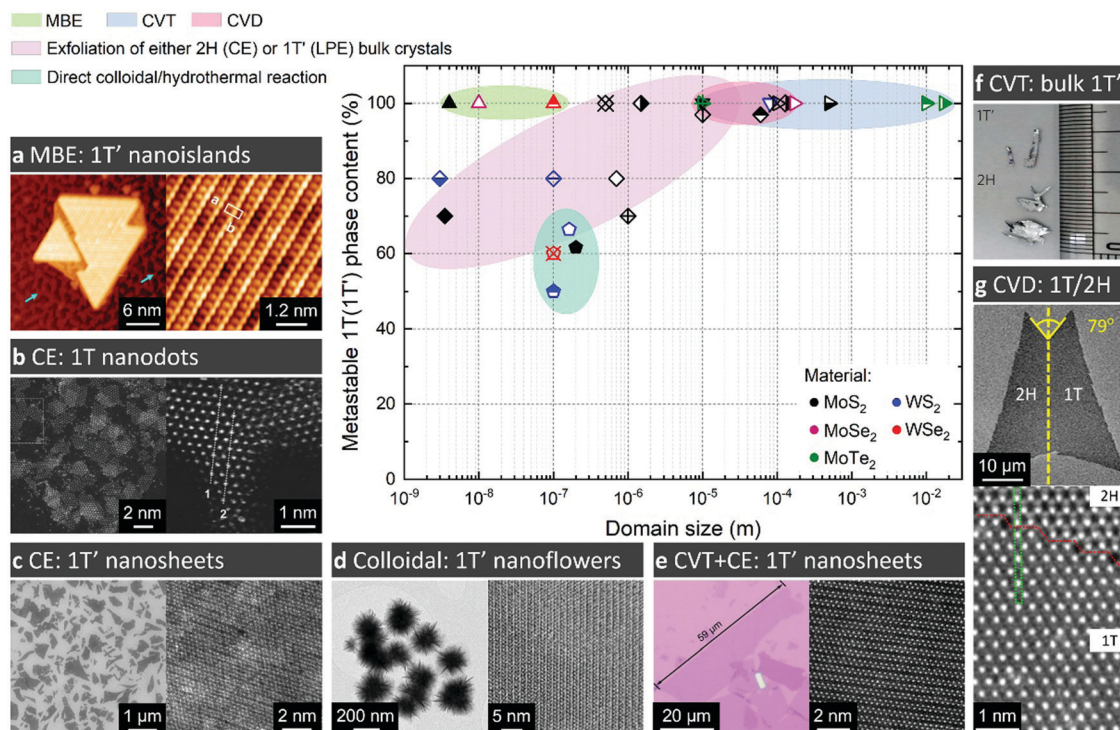 MBE CVT CVD
Exfoliation of either 2H (CE) or 1T' (LPE) bulk crystals
Direct colloidal/hydrothermal reaction
a MBE: 1T' nanoislands
a
b
6 nm
1.2 nm
b CE: 1T nanodots
1
2
2 nm
1 nm
Metastable 1T(1T') phase content (%)
100
80
60
40
20
0
10-9 10-8 10-7 10-6 10-5 10-4 10-3 10-2
Domain size (m)
Material:
MoS2 WS2
MoSe2 WSe2
MoTe2
f CVT: bulk 1T'
1T'
2H
g CVD: 1T/2H
79°
2H 1T
10 μm
2H
1T
1 nm
c CE: 1T' nanosheets
1 μm
2 nm
d Colloidal: 1T' nanoflowers
200 nm
5 nm
e CVT+CE: 1T' nanosheets
59 μm
20 μm
2 nm